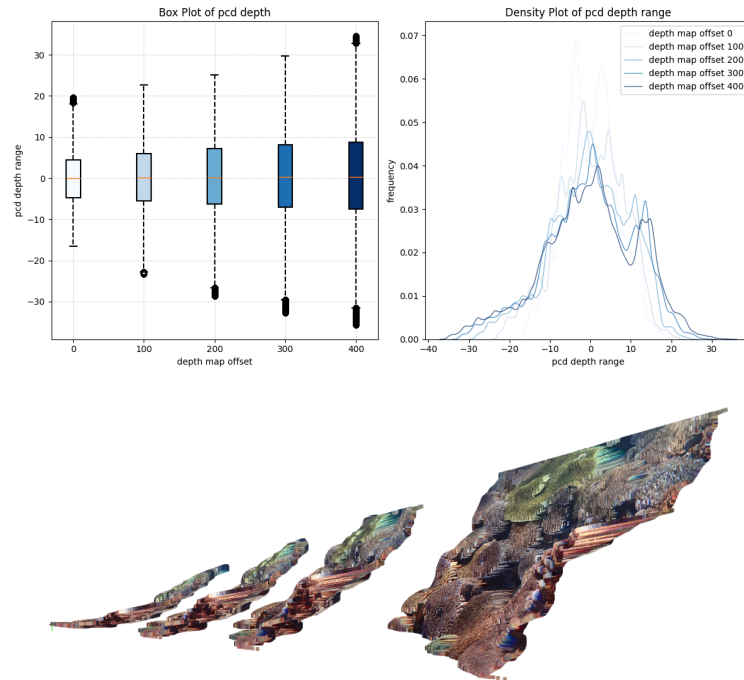 Box Plot of pcd depth
30
20
10
0
−10
−20
−30
pcd depth range
0 100 200 300 400
depth map offset
Density Plot of pcd depth range
depth map offset 0
depth map offset 100
depth map offset 200
depth map offset 300
depth map offset 400
0.07
0.06
0.05
0.04
0.03
0.02
0.01
0.00
frequency
−40 −30 −20 −10 0 10 20 30
pcd depth range